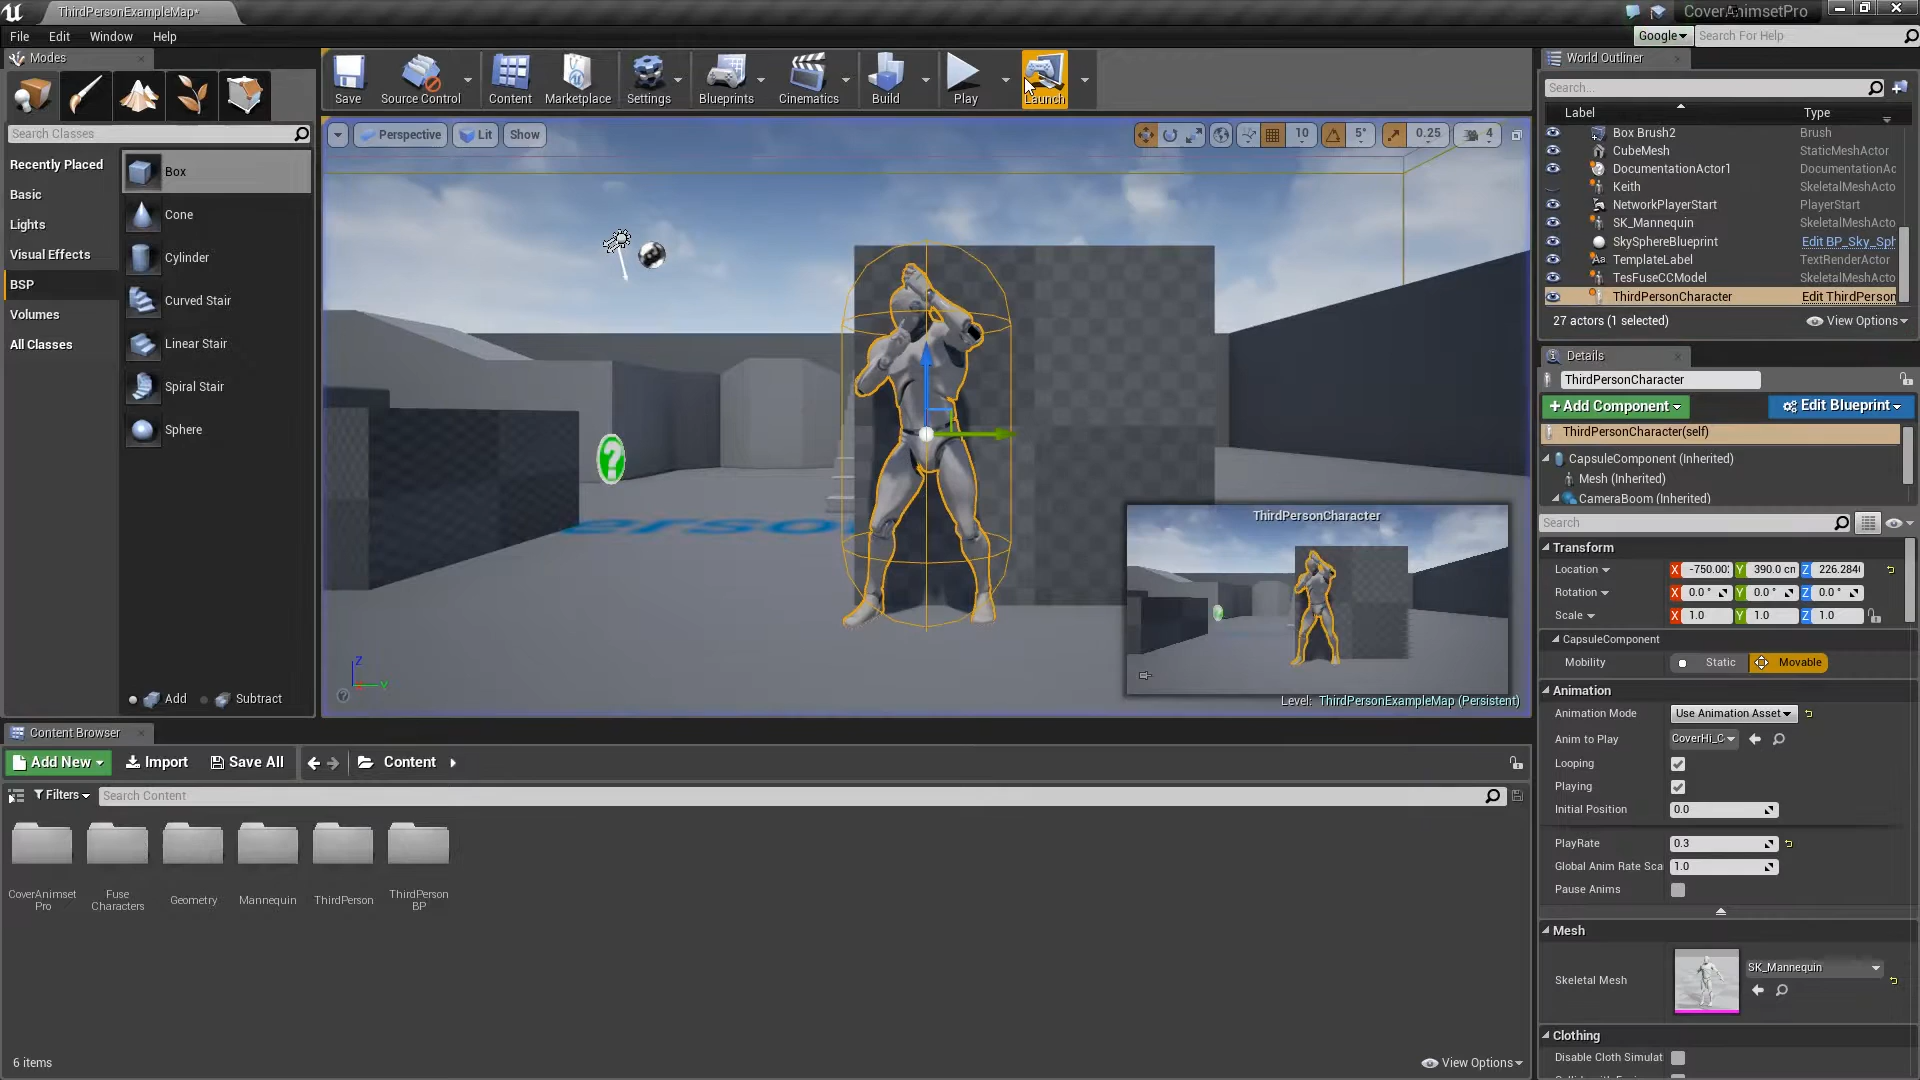 ThirdPersonExampleMap*
CoverAnimsetPro
File Edit Window Help
Google
Search For Help
Modes
Search Classes
Recently Placed
Basic
Lights
Visual Effects
BSP
Volumes
All Classes
Box
Cone
Cylinder
Curved Stair
Linear Stair
Spiral Stair
Sphere
Add Subtract
Save
Source Control
Content
Marketplace
Settings
Blueprints
Cinematics
Build
Play
Launch
Perspective Lit Show
10 5° 0.25 4
?
erso
ThirdPersonCharacter
Z
Y
Level: ThirdPersonExampleMap (Persistent)
World Outliner
Search...
Label Type
Box Brush2 Brush
CubeMesh StaticMeshActor
DocumentationActor1 DocumentationAc
Keith SkeletalMeshActo
NetworkPlayerStart PlayerStart
SK_Mannequin SkeletalMeshActo
SkySphereBlueprint Edit BP_Sky_Sph
TemplateLabel TextRenderActor
TesFuseCCModel SkeletalMeshActo
ThirdPersonCharacter Edit ThirdPerson
27 actors (1 selected) View Options
Details
ThirdPersonCharacter
+Add Component Edit Blueprint
ThirdPersonCharacter(self)
CapsuleComponent (Inherited)
Mesh (Inherited)
CameraBoom (Inherited)
Search
Transform
Location X -750.00 Y 390.0 cm Z 226.284
Rotation X 0.0 ° Y 0.0 ° Z 0.0 °
Scale X 1.0 Y 1.0 Z 1.0
CapsuleComponent
Mobility Static Movable
Animation
Animation Mode Use Animation Asset
Anim to Play CoverHi_C
Looping
Playing
Initial Position 0.0
PlayRate 0.3
Global Anim Rate Sca 1.0
Pause Anims
Mesh
Skeletal Mesh SK_Mannequin
Clothing
Disable Cloth Simulat
Content Browser
Add New Import Save All Content
Filters Search Content
CoverAnimset
Pro
Fuse
Characters
Geometry
Mannequin
ThirdPerson
ThirdPerson
BP
6 items
View Options